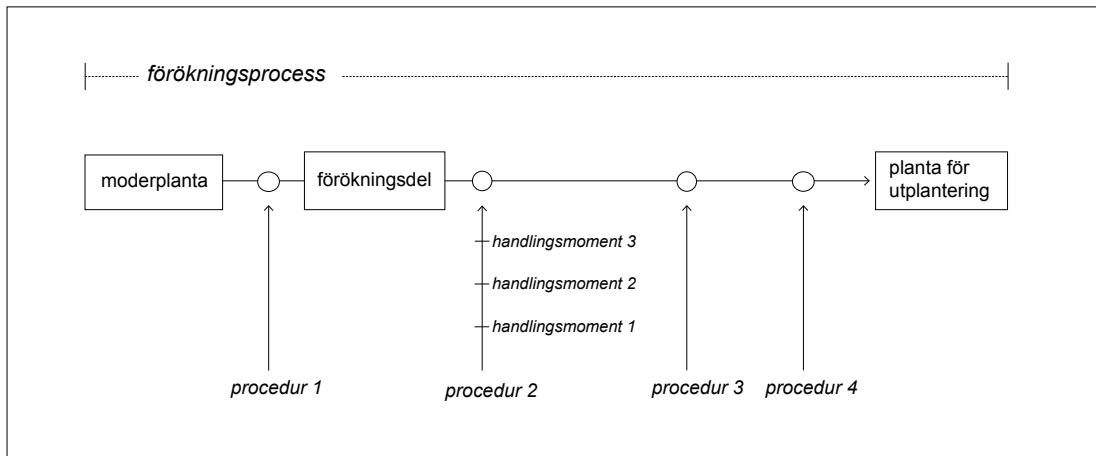 förökningsprocess
moderplanta
förökningsdel
planta för
utplantering
handlingsmoment 3
handlingsmoment 2
handlingsmoment 1
procedur 1
procedur 2
procedur 3
procedur 4